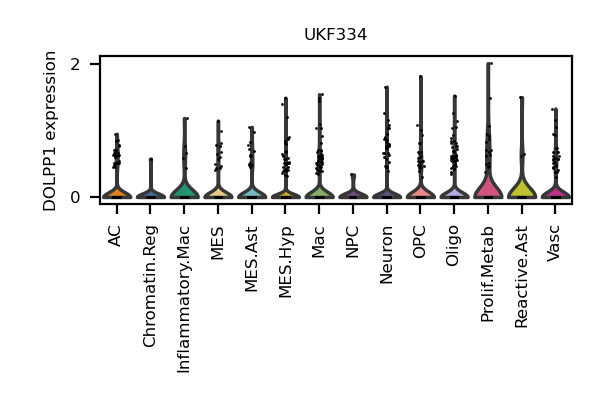 UKF334
DOLPP1 expression
2
0
AC
Chromatin.Reg
Inflammatory.Mac
MES
MES.Ast
MES.Hyp
Mac
NPC
Neuron
OPC
Oligo
Prolif.Metab
Reactive.Ast
Vasc